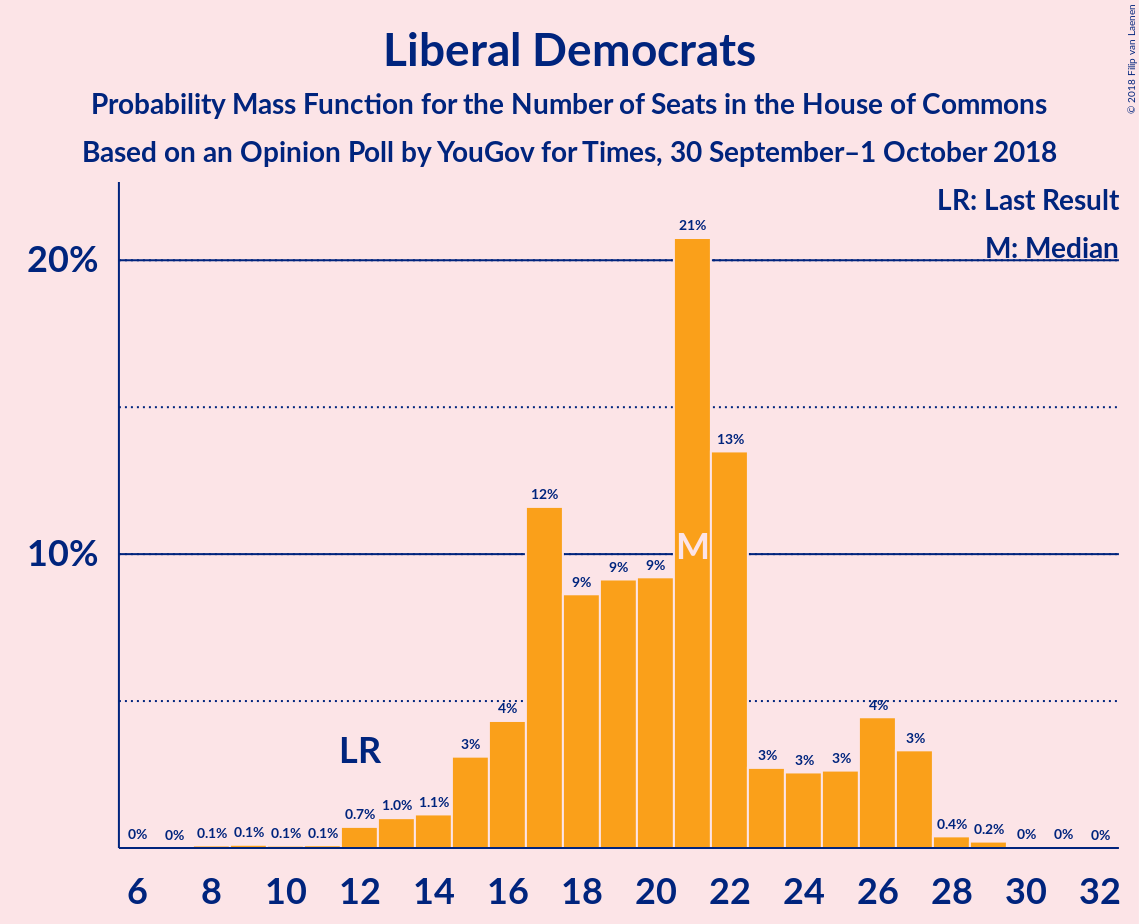 Liberal Democrats
Probability Mass Function for the Number of Seats in the House of Commons
Based on an Opinion Poll by YouGov for Times, 30 September–1 October 2018
© 2018 Filip van Laenen
LR: Last Result
M: Median
20%
10%
0% 0% 0.1% 0.1% 0.1% 0.1% 0.7% 1.0% 1.1% 3% 4% 12% 9% 9% 9% 21% 13% 3% 3% 3% 4% 3% 0.4% 0.2% 0% 0% 0%
LR
M
6 8 10 12 14 16 18 20 22 24 26 28 30 32